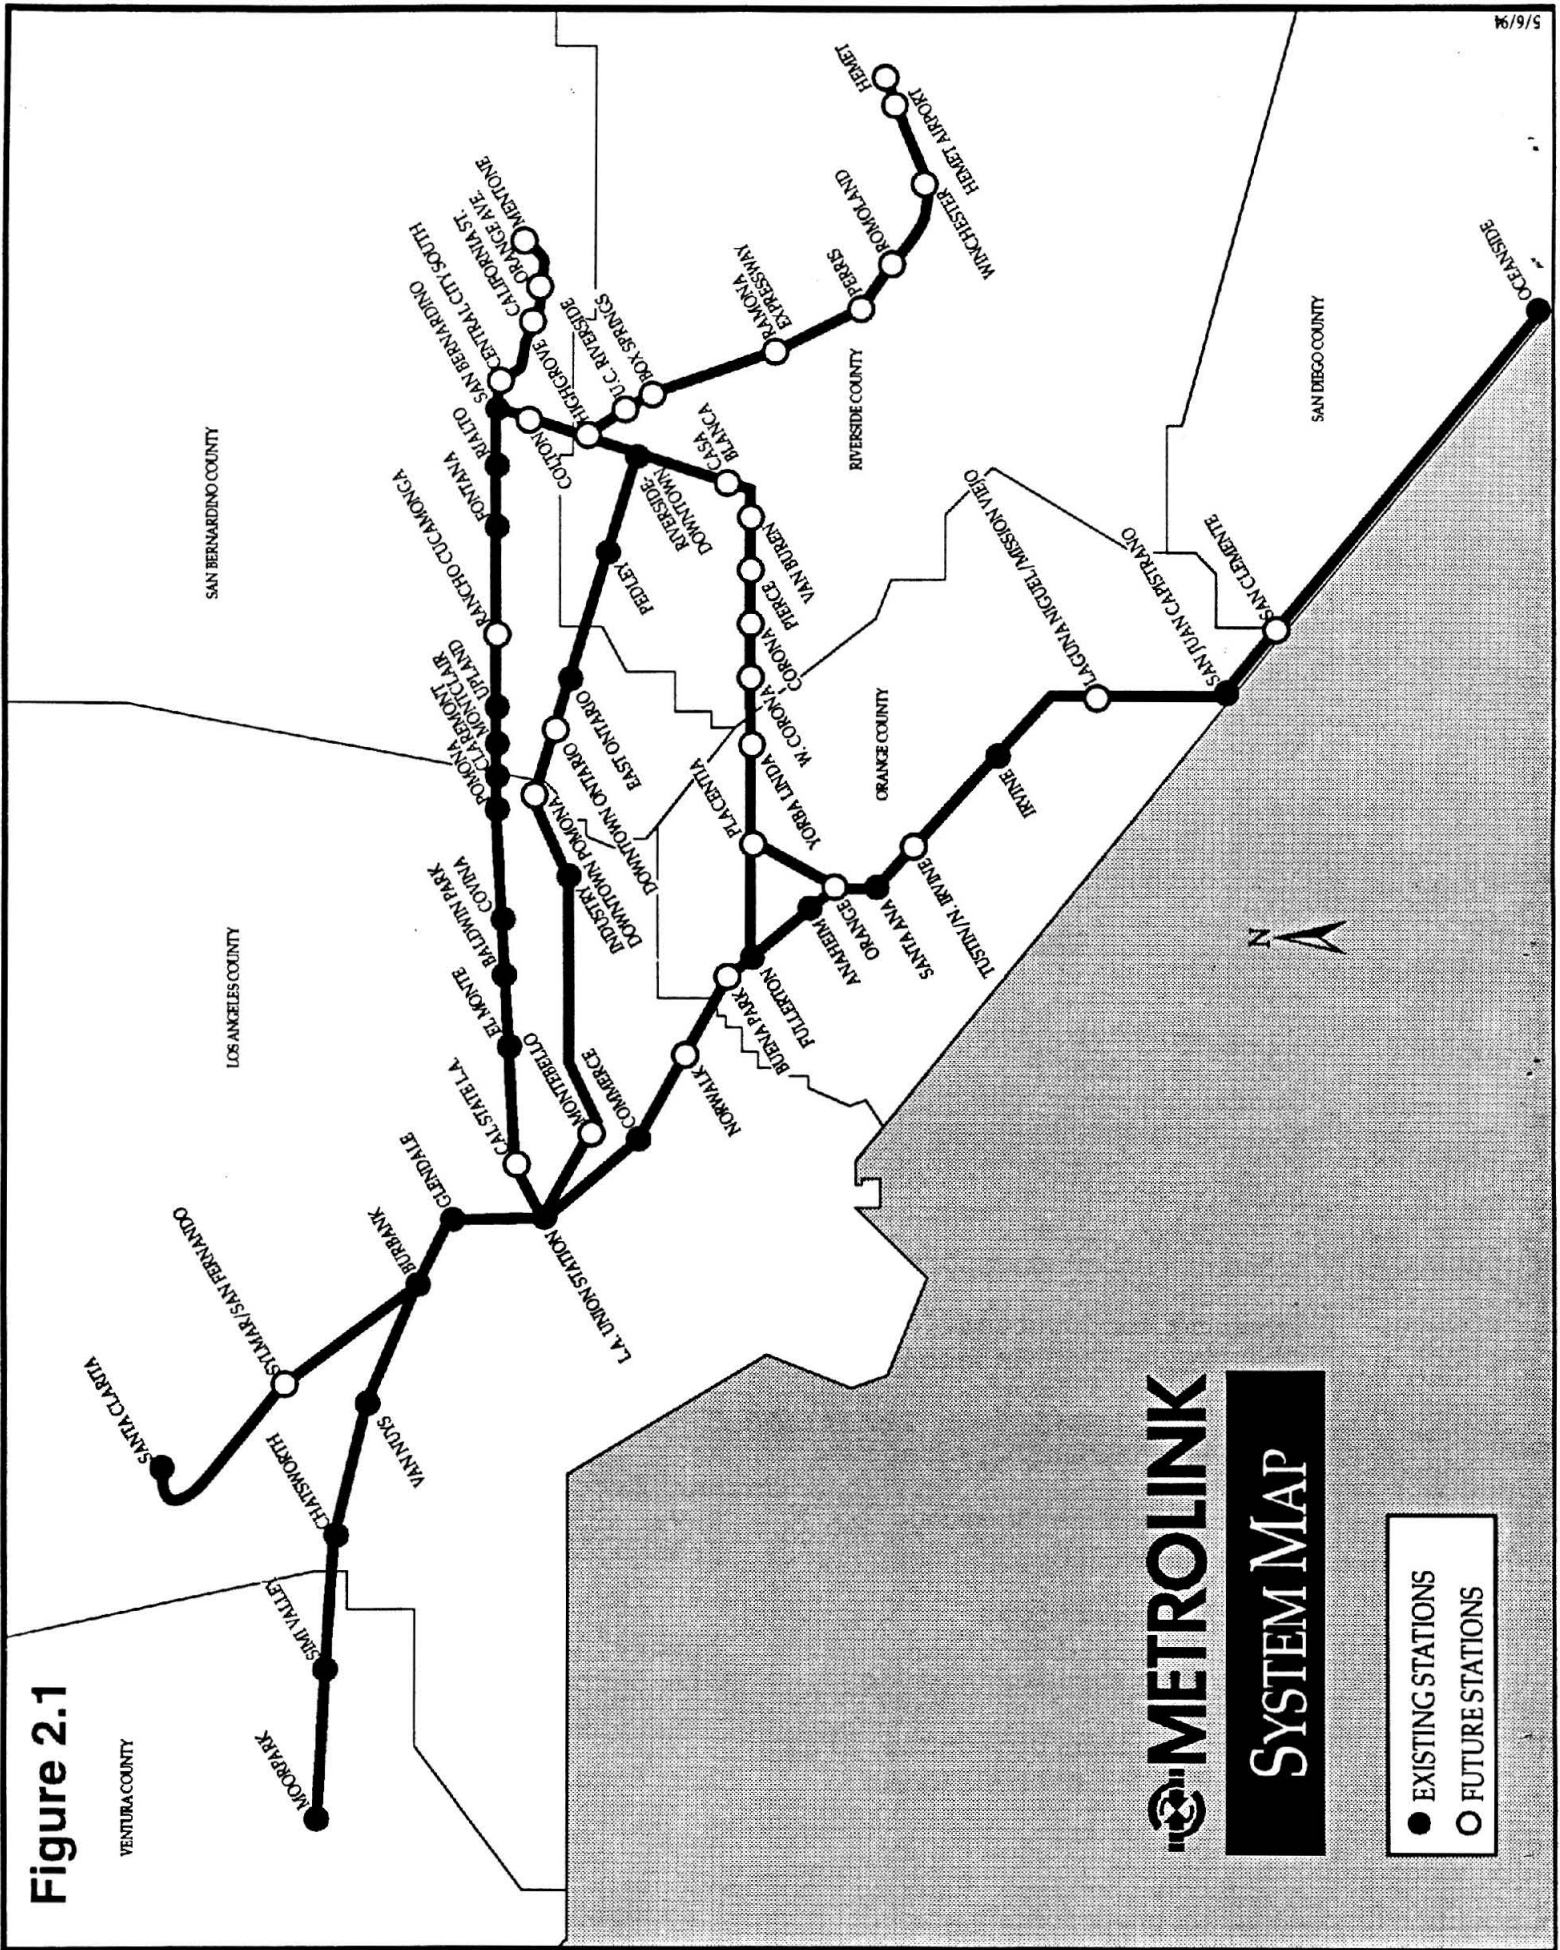 Figure 2.1
VENTURA COUNTY
LOS ANGELES COUNTY
SAN BERNARDINO COUNTY
RIVERSIDE COUNTY
ORANGE COUNTY
SAN DIEGO COUNTY
MOORPARK
SIMI VALLEY
CHATSWORTH
VAN NUYS
SANTA CLARITA
SYLMAR/SAN FERNANDO
BURBANK
GLENDALE
L.A. UNION STATION
CAL STATE L.A.
EL MONTE
BALDWIN PARK
COVINA
POMONA
CLAREMONT
MONTCLAIR
UPLAND
RANCHO CUCAMONGA
FONTANA
RIALTO
SAN BERNARDINO
CENTRAL CITY SOUTH
CALIFORNIA ST.
ORANGE AVE.
MENTONE
MONTEBELLO
INDUSTRY
DOWNTOWN POMONA
DOWNTOWN ONTARIO
EAST ONTARIO
PEDLEY
RIVERSIDE-
DOWNTOWN
COLTON
HIGHGROVE
U.C. RIVERSIDE
BOX SPRINGS
RAMONA
EXPRESSWAY
PERRIS
ROMOLAND
WINCHESTER
HEMET AIRPORT
HEMET
CASA
BLANCA
VAN BUREN
PIERCE
CORONA
W. CORONA
YORBA LINDA
PLACENTIA
COMMERCE
NORWALK
BUENA PARK
FULLERTON
ANAHEIM
ORANGE
SANTA ANA
TUSTIN/N. IRVINE
IRVINE
LAGUNA NIGUEL/MISSION VIEJO
SAN JUAN CAPISTRANO
SAN CLEMENTE
OCEANSIDE
N
METROLINK
SYSTEM MAP
EXISTING STATIONS
FUTURE STATIONS
5/6/94